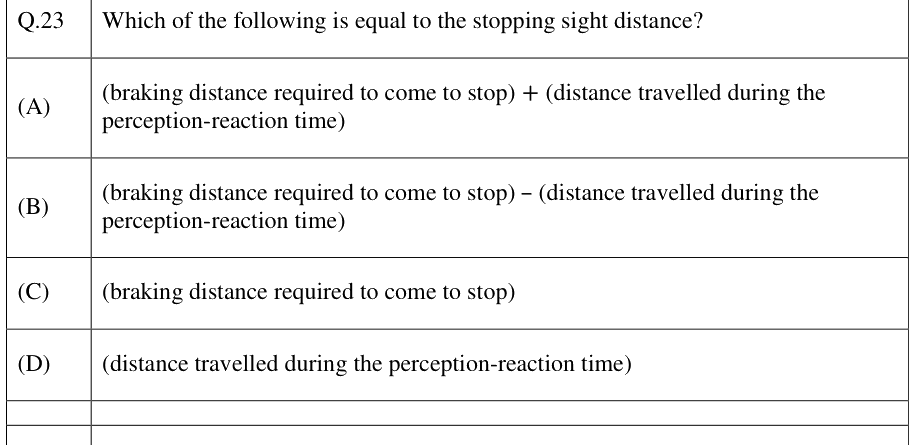 Q.23 Which of the following is equal to the stopping sight distance?
(A) (braking distance required to come to stop) + (distance travelled during the
perception-reaction time)
(B) (braking distance required to come to stop) – (distance travelled during the
perception-reaction time)
(C) (braking distance required to come to stop)
(D) (distance travelled during the perception-reaction time)